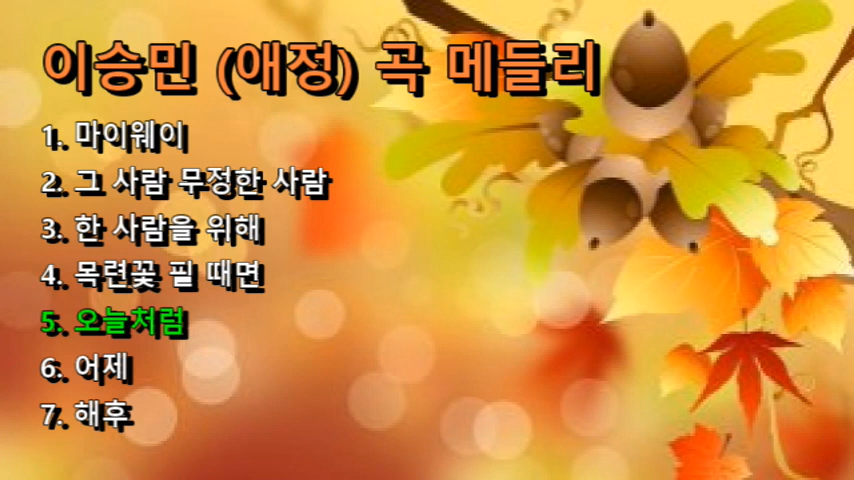 이승민 (애정) 곡 메들리
1. 마이웨이
2. 그 사람 무정한 사람
3. 한 사람을 위해
4. 목련꽃 필 때면
5. 오늘처럼
6. 어제
7. 해후